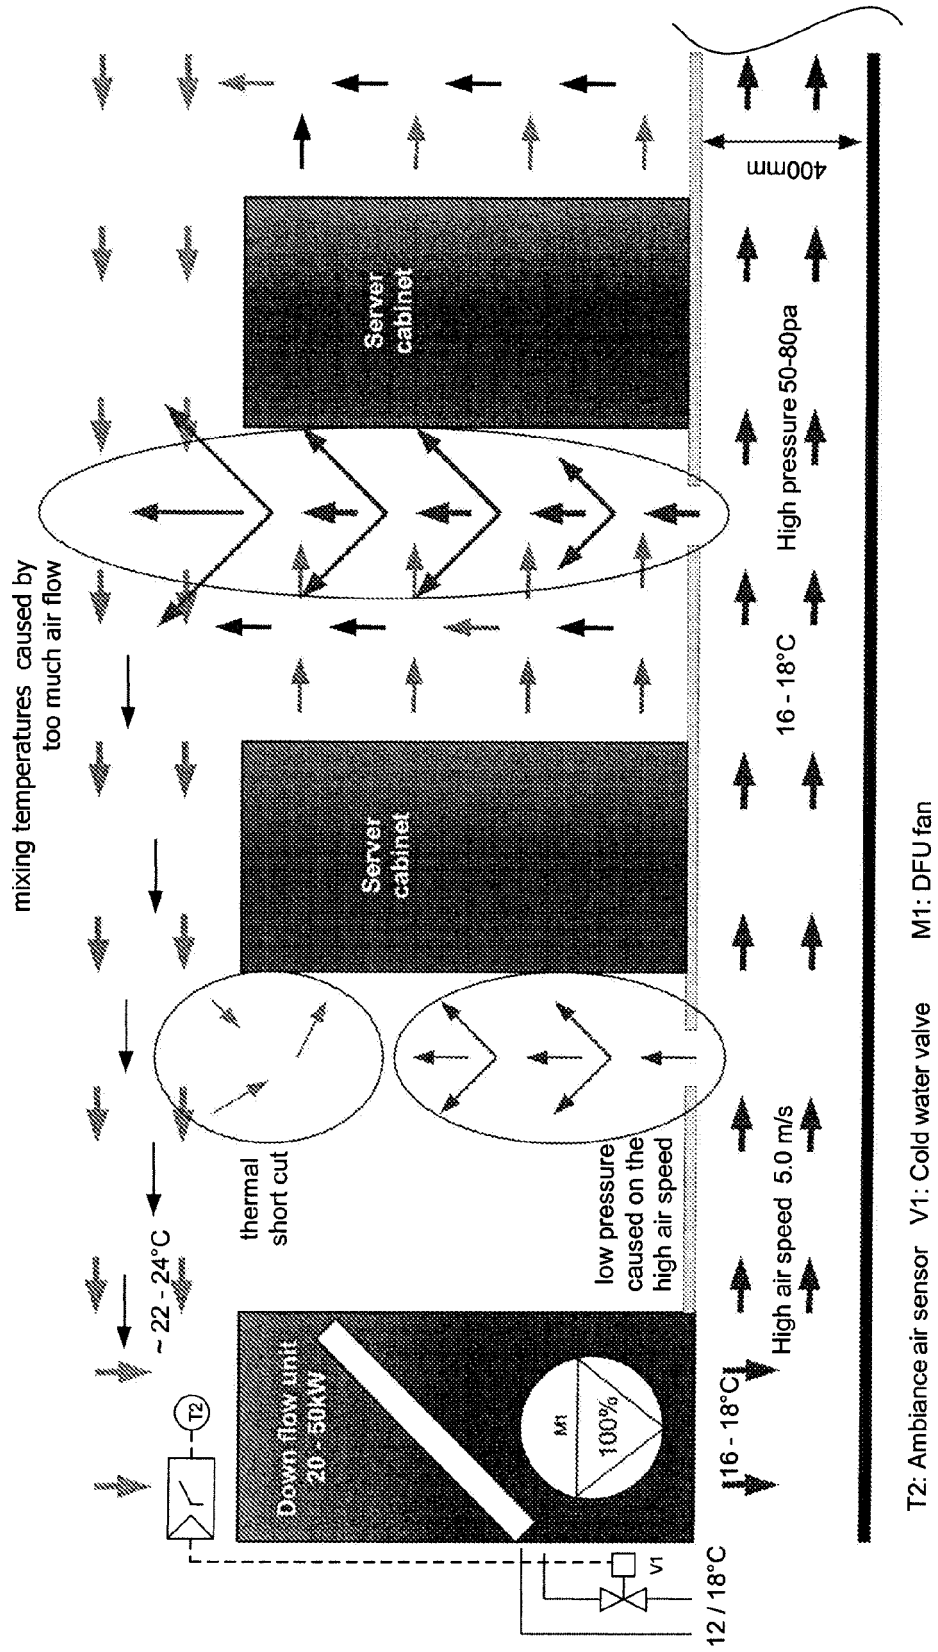 mixing temperatures caused by
too much air flow
~ 22 - 24°C
T2
thermal
short cut
Down flow unit
20 - 50kW
Server
cabinet
Server
cabinet
M1
100%
low pressure
caused on the
high air speed
V1
12 / 18°C
16 - 18°C
High air speed 5.0 m/s
16 - 18°C
High pressure 50-80pa
400mm
T2: Ambiance air sensor V1: Cold water valve M1: DFU fan